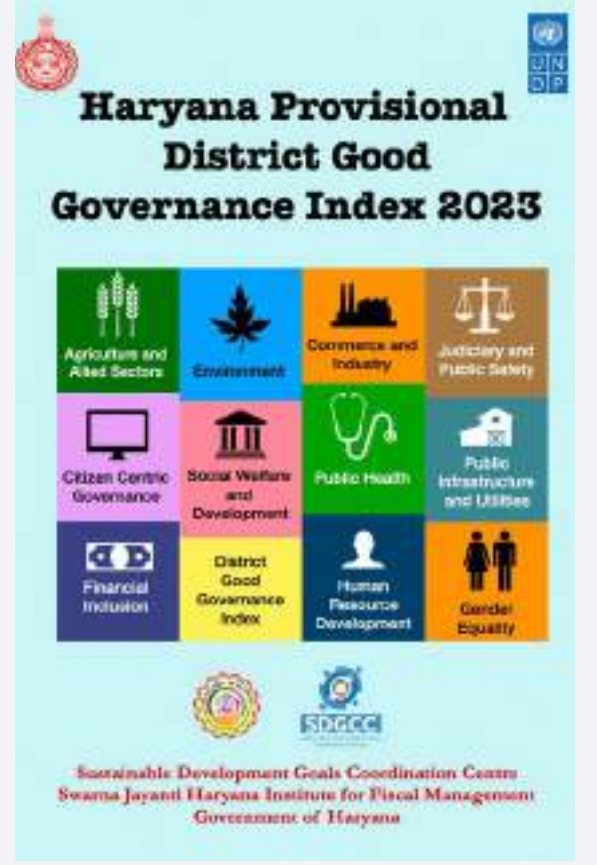 UN
DP
Haryana Provisional
District Good
Governance Index 2023
Agriculture and
Allied Sectors
Environment
Commerce and
Industry
Judiciary and
Public Safety
Citizen Centric
Governance
Social Welfare
and
Development
Public Health
Public
Infrastructure
and Utilities
Financial
Inclusion
District
Good
Governance
Index
Human
Resource
Development
Gender
Equality
SDGCC
Sustainable Development Goals Coordination Centre
Swarna Jayanti Haryana Institute for Fiscal Management
Government of Haryana